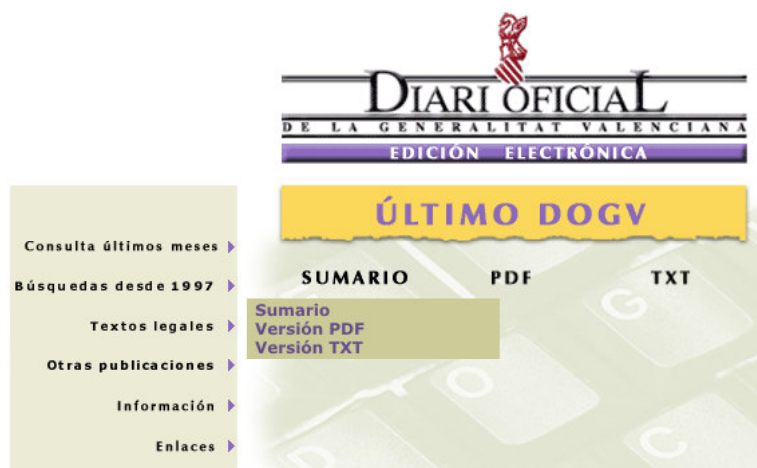 DIARI OFICIAL
DE LA GENERALITAT VALENCIANA
EDICIÓN ELECTRÓNICA
ÚLTIMO DOGV
SUMARIO PDF TXT
Consulta últimos meses
Búsquedas desde 1997
Textos legales
Otras publicaciones
Información
Enlaces
Sumario
Versión PDF
Versión TXT
G
O
D
C